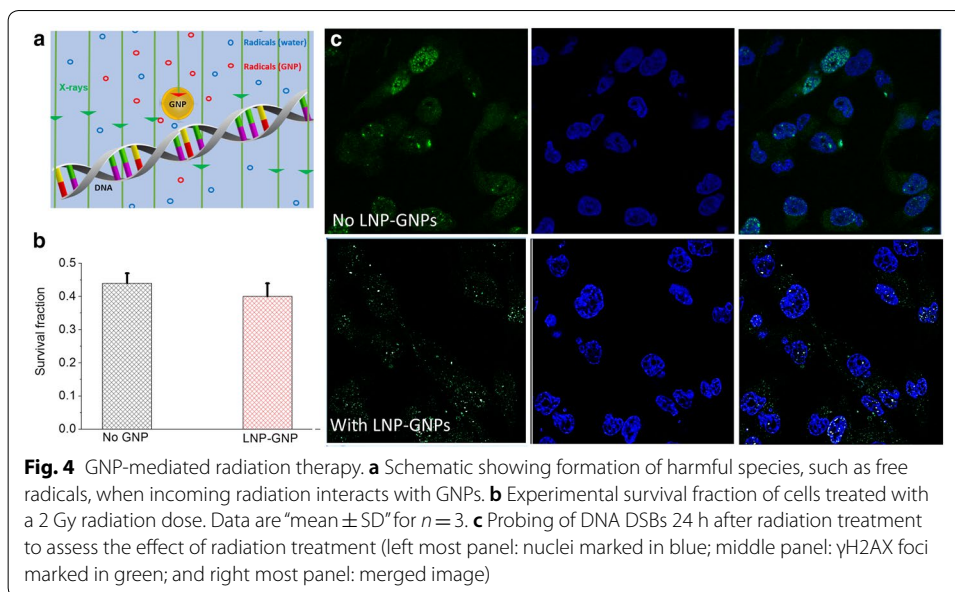 a
Radicals (water)
Radicals (GNP)
X-rays
GNP
DNA
b
0.5
0.4
0.3
0.2
0.1
0.0
Survival fraction
No GNP
LNP-GNP
c
No LNP-GNPs
With LNP-GNPs
Fig. 4 GNP-mediated radiation therapy. a Schematic showing formation of harmful species, such as free
radicals, when incoming radiation interacts with GNPs. b Experimental survival fraction of cells treated with
a 2 Gy radiation dose. Data are “mean ± SD” for n = 3. c Probing of DNA DSBs 24 h after radiation treatment
to assess the effect of radiation treatment (left most panel: nuclei marked in blue; middle panel: γH2AX foci
marked in green; and right most panel: merged image)